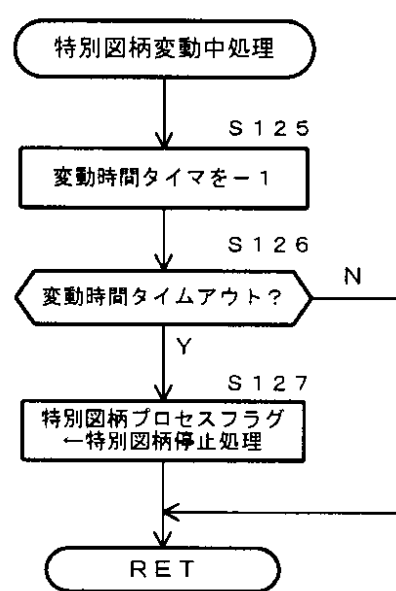 特別図柄変動中処理
S125
変動時間タイマを－1
S126
変動時間タイムアウト？
N
Y
S127
特別図柄プロセスフラグ
←特別図柄停止処理
RET